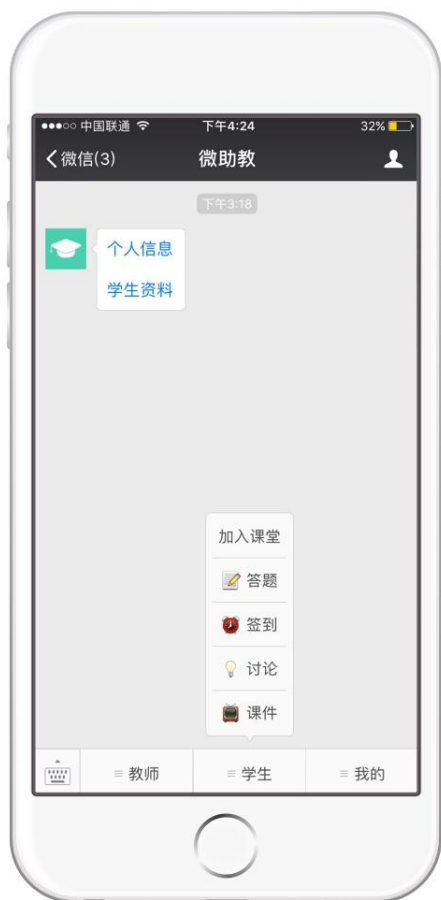 中国联通 下午4:24 32%
微信(3) 微助教
下午3:18
个人信息
学生资料
加入课堂
答题
签到
讨论
课件
≡ 教师 ≡ 学生 ≡ 我的